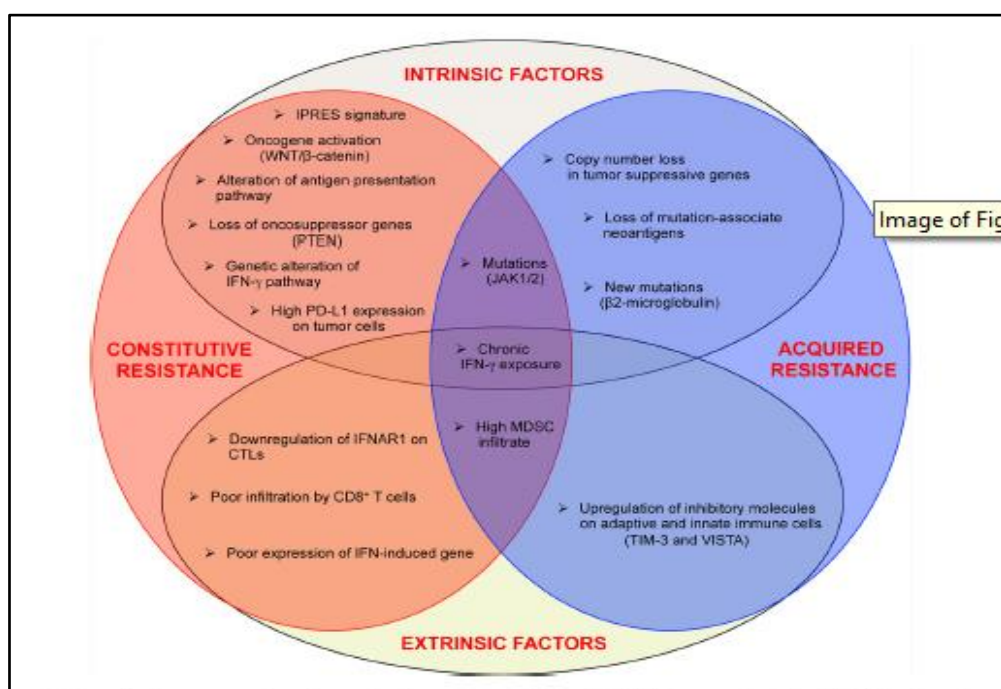 INTRINSIC FACTORS
➢ IPRES signature
➢ Oncogene activation
(WNT/β-catenin)
➢ Alteration of antigen presentation
pathway
➢ Loss of oncosuppressor genes
(PTEN)
➢ Genetic alteration of
IFN-γ pathway
➢ High PD-L1 expression
on tumor cells
➢ Mutations
(JAK1/2)
➢ Copy number loss
in tumor suppressive genes
➢ Loss of mutation-associate
neoantigens
➢ New mutations
(β2-microglobulin)
Image of Fig
CONSTITUTIVE
RESISTANCE
➢ Chronic
IFN-γ exposure
ACQUIRED
RESISTANCE
➢ Downregulation of IFNAR1 on
CTLs
➢ Poor infiltration by CD8⁺ T cells
➢ Poor expression of IFN-induced gene
➢ High MDSC
infiltrate
➢ Upregulation of inhibitory molecules
on adaptive and innate immune cells
(TIM-3 and VISTA)
EXTRINSIC FACTORS